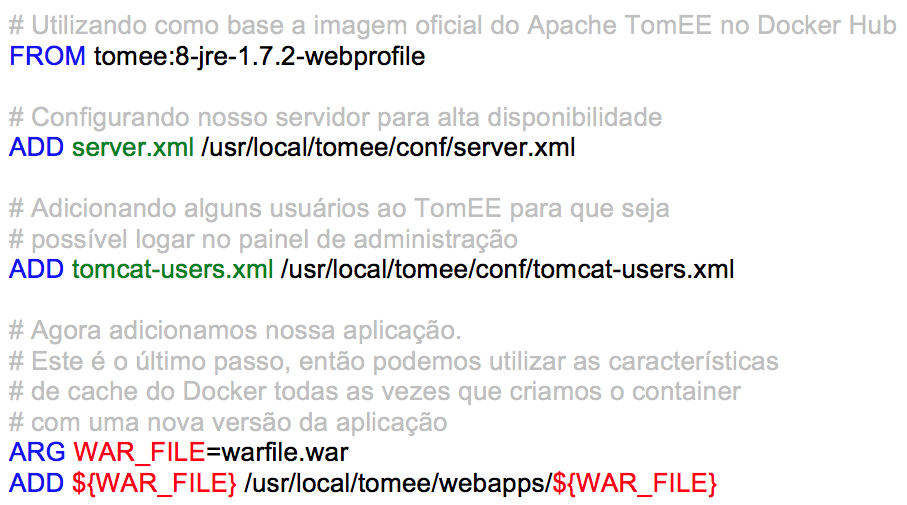 # Utilizando como base a imagem oficial do Apache TomEE no Docker Hub
FROM tomee:8-jre-1.7.2-webprofile
# Configurando nosso servidor para alta disponibilidade
ADD server.xml /usr/local/tomee/conf/server.xml
# Adicionando alguns usuários ao TomEE para que seja
# possível logar no painel de administração
ADD tomcat-users.xml /usr/local/tomee/conf/tomcat-users.xml
# Agora adicionamos nossa aplicação.
# Este é o último passo, então podemos utilizar as características
# de cache do Docker todas as vezes que criamos o container
# com uma nova versão da aplicação
ARG WAR_FILE=warfile.war
ADD ${WAR_FILE} /usr/local/tomee/webapps/${WAR_FILE}